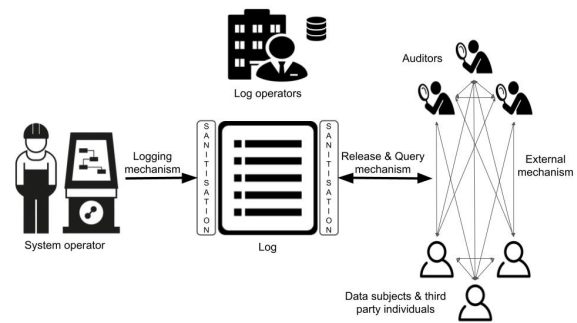 Auditors
Log operators
Logging
mechanism
SANITISATION
SANITISATION
Release & Query
mechanism
External
mechanism
System operator
Log
Data subjects & third
party individuals